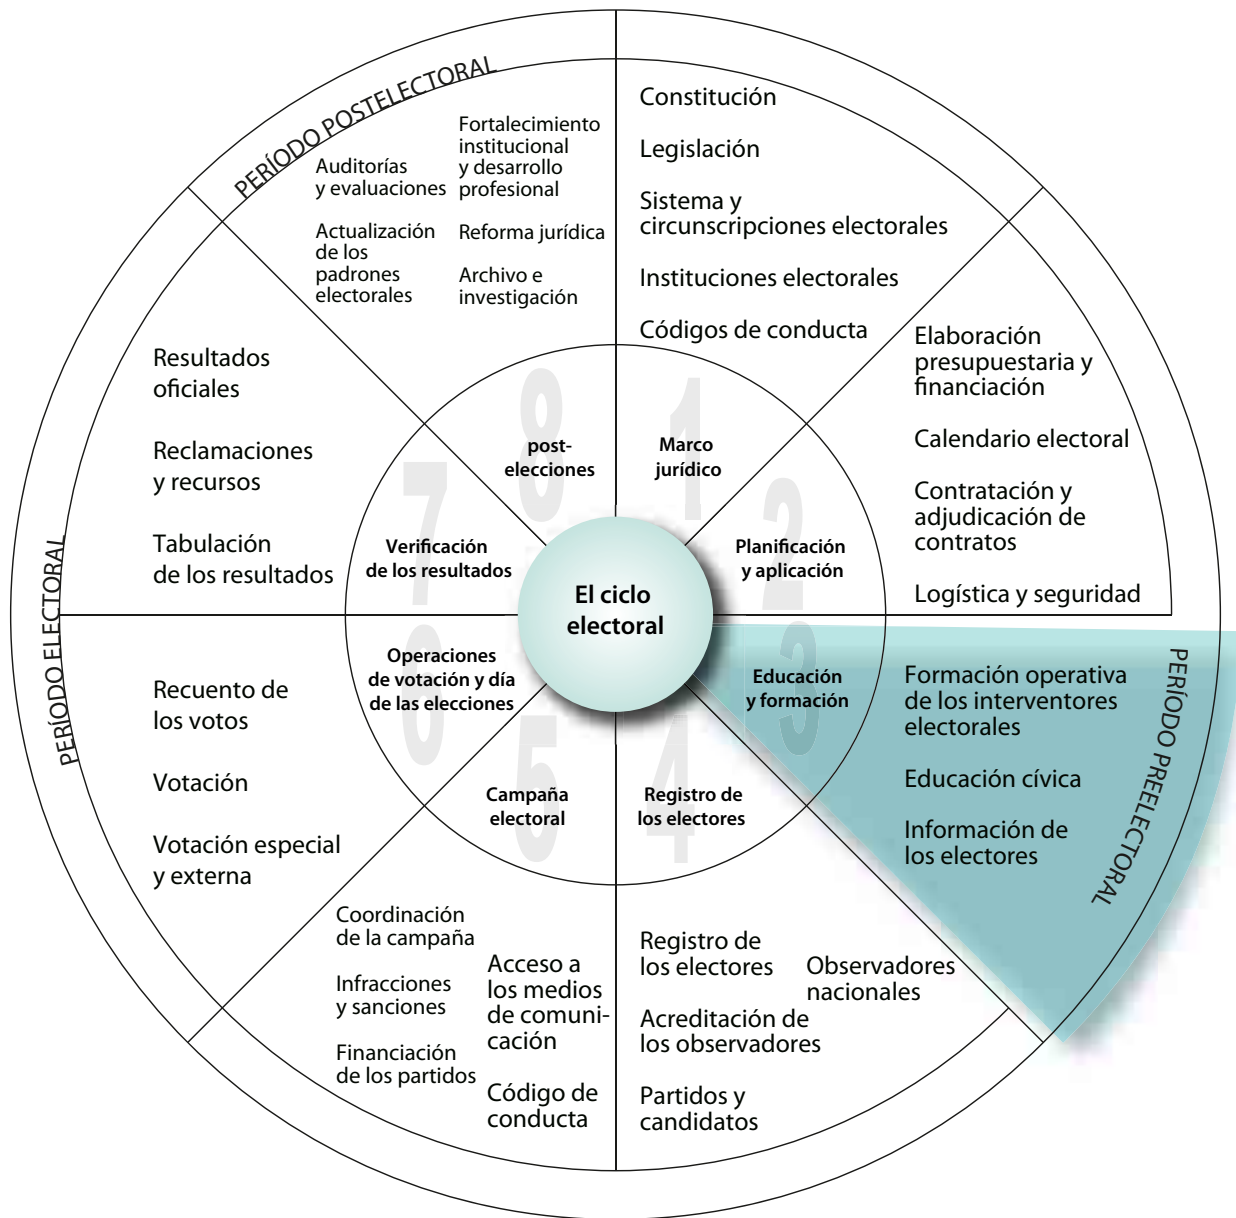 El ciclo
electoral
1
Marco
jurídico
Constitución
Legislación
Sistema y
circunscripciones electorales
Instituciones electorales
Códigos de conducta
2
Planificación
y aplicación
Elaboración
presupuestaria y
financiación
Calendario electoral
Contratación y
adjudicación de
contratos
Logística y seguridad
PERÍODO PREELECTORAL
3
Educación
y formación
Formación operativa
de los interventores
electorales
Educación cívica
Información de
los electores
4
Registro de
los electores
Registro de
los electores
Observadores
nacionales
Acreditación de
los observadores
Partidos y
candidatos
5
Campaña
electoral
Coordinación
de la campaña
Infracciones
y sanciones
Financiación
de los partidos
Acceso a
los medios
de comuni-
cación
Código de
conducta
PERÍODO ELECTORAL
6
Operaciones
de votación y día
de las elecciones
Recuento de
los votos
Votación
Votación especial
y externa
7
Verificación
de los resultados
Resultados
oficiales
Reclamaciones
y recursos
Tabulación
de los resultados
PERÍODO POSTELECTORAL
8
post-
elecciones
Auditorías
y evaluaciones
Actualización
de los
padrones
electorales
Fortalecimiento
institucional
y desarrollo
profesional
Reforma jurídica
Archivo e
investigación